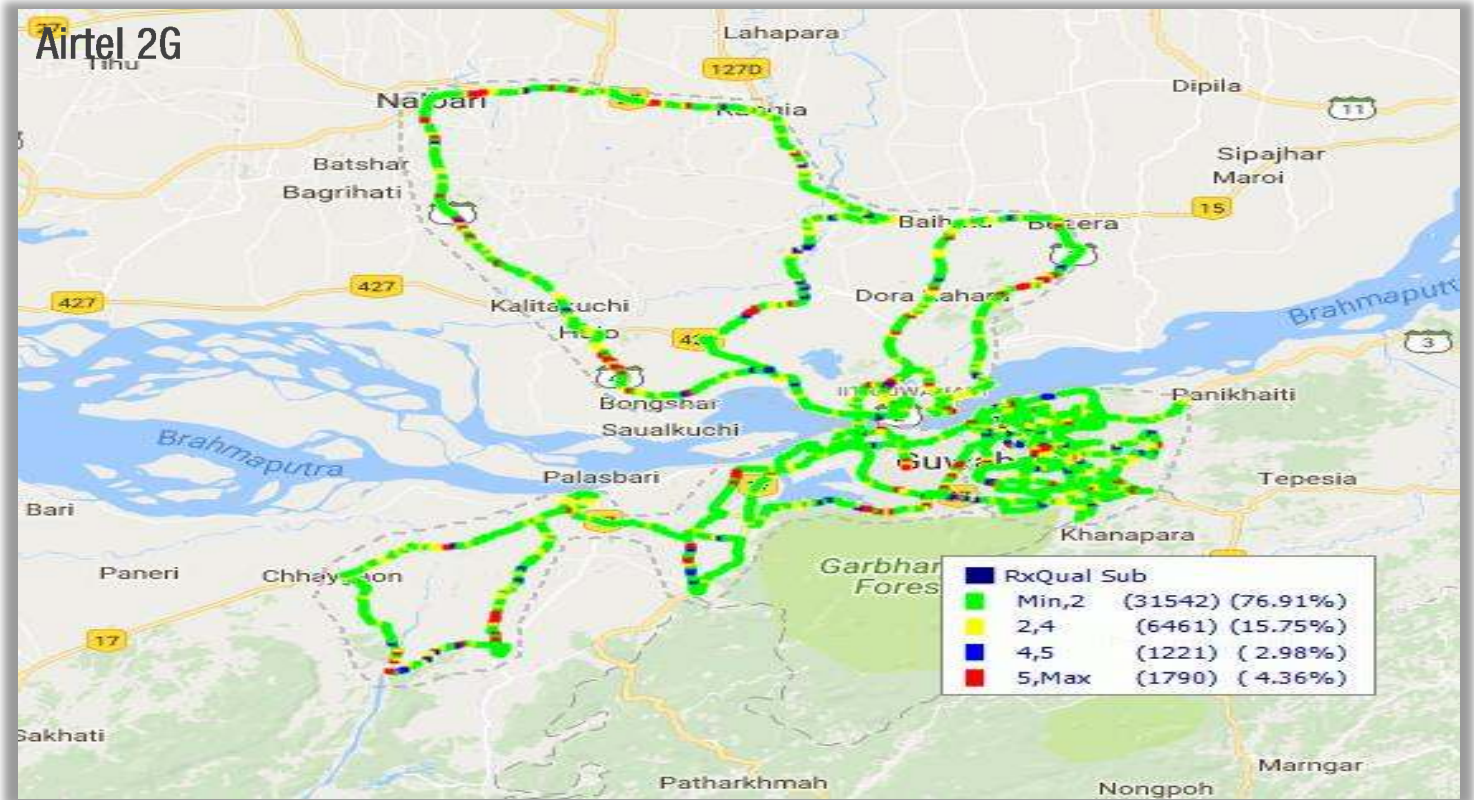 Airtel 2G
Lahapara
Tihu
127D
Dipila
11
Sipajhar
Maroi
Batshar
Bagrihati
15
427
427
Kalitakuchi
Brahmaputra
3
Bongshai
Panikhaiti
Saualkuchi
Brahmaputra
Palasbari
Tepesia
Bari
Khanapara
Paneri
17
RxQual Sub
Min,2 (31542) (76.91%)
2,4 (6461) (15.75%)
4,5 (1221) ( 2.98%)
5,Max (1790) ( 4.36%)
Sakhati
Marngar
Patharkhmah
Nongpoh